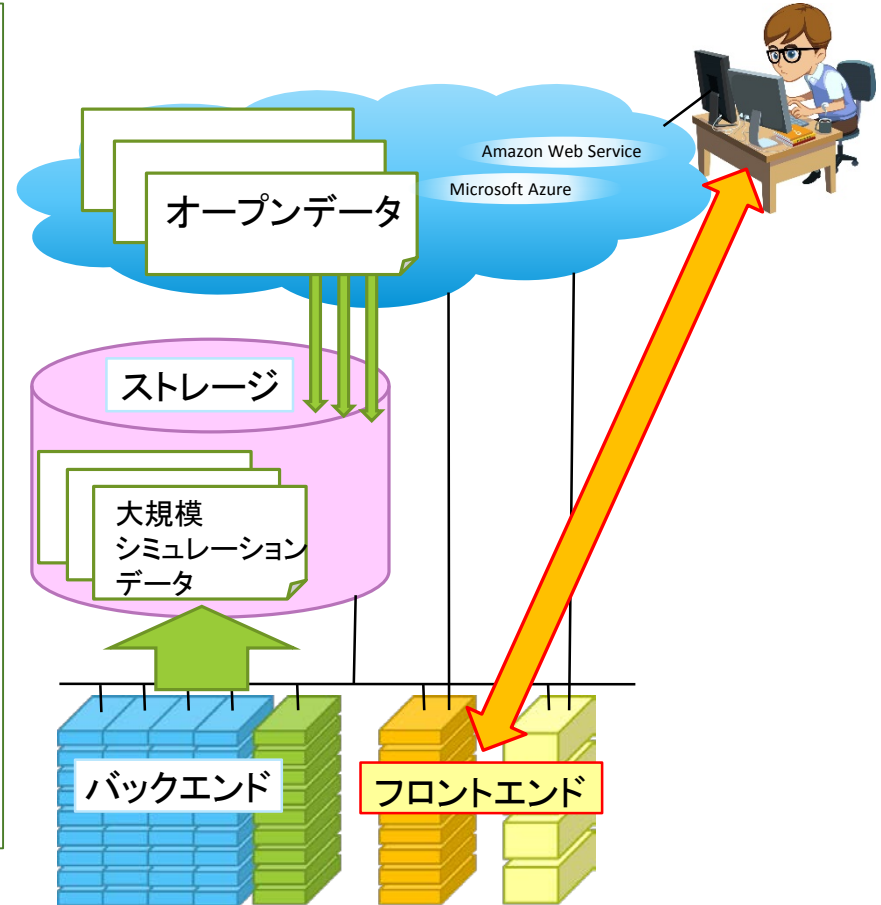 Amazon Web Service
Microsoft Azure
オープンデータ
ストレージ
大規模
シミュレーション
データ
バックエンド
フロントエンド